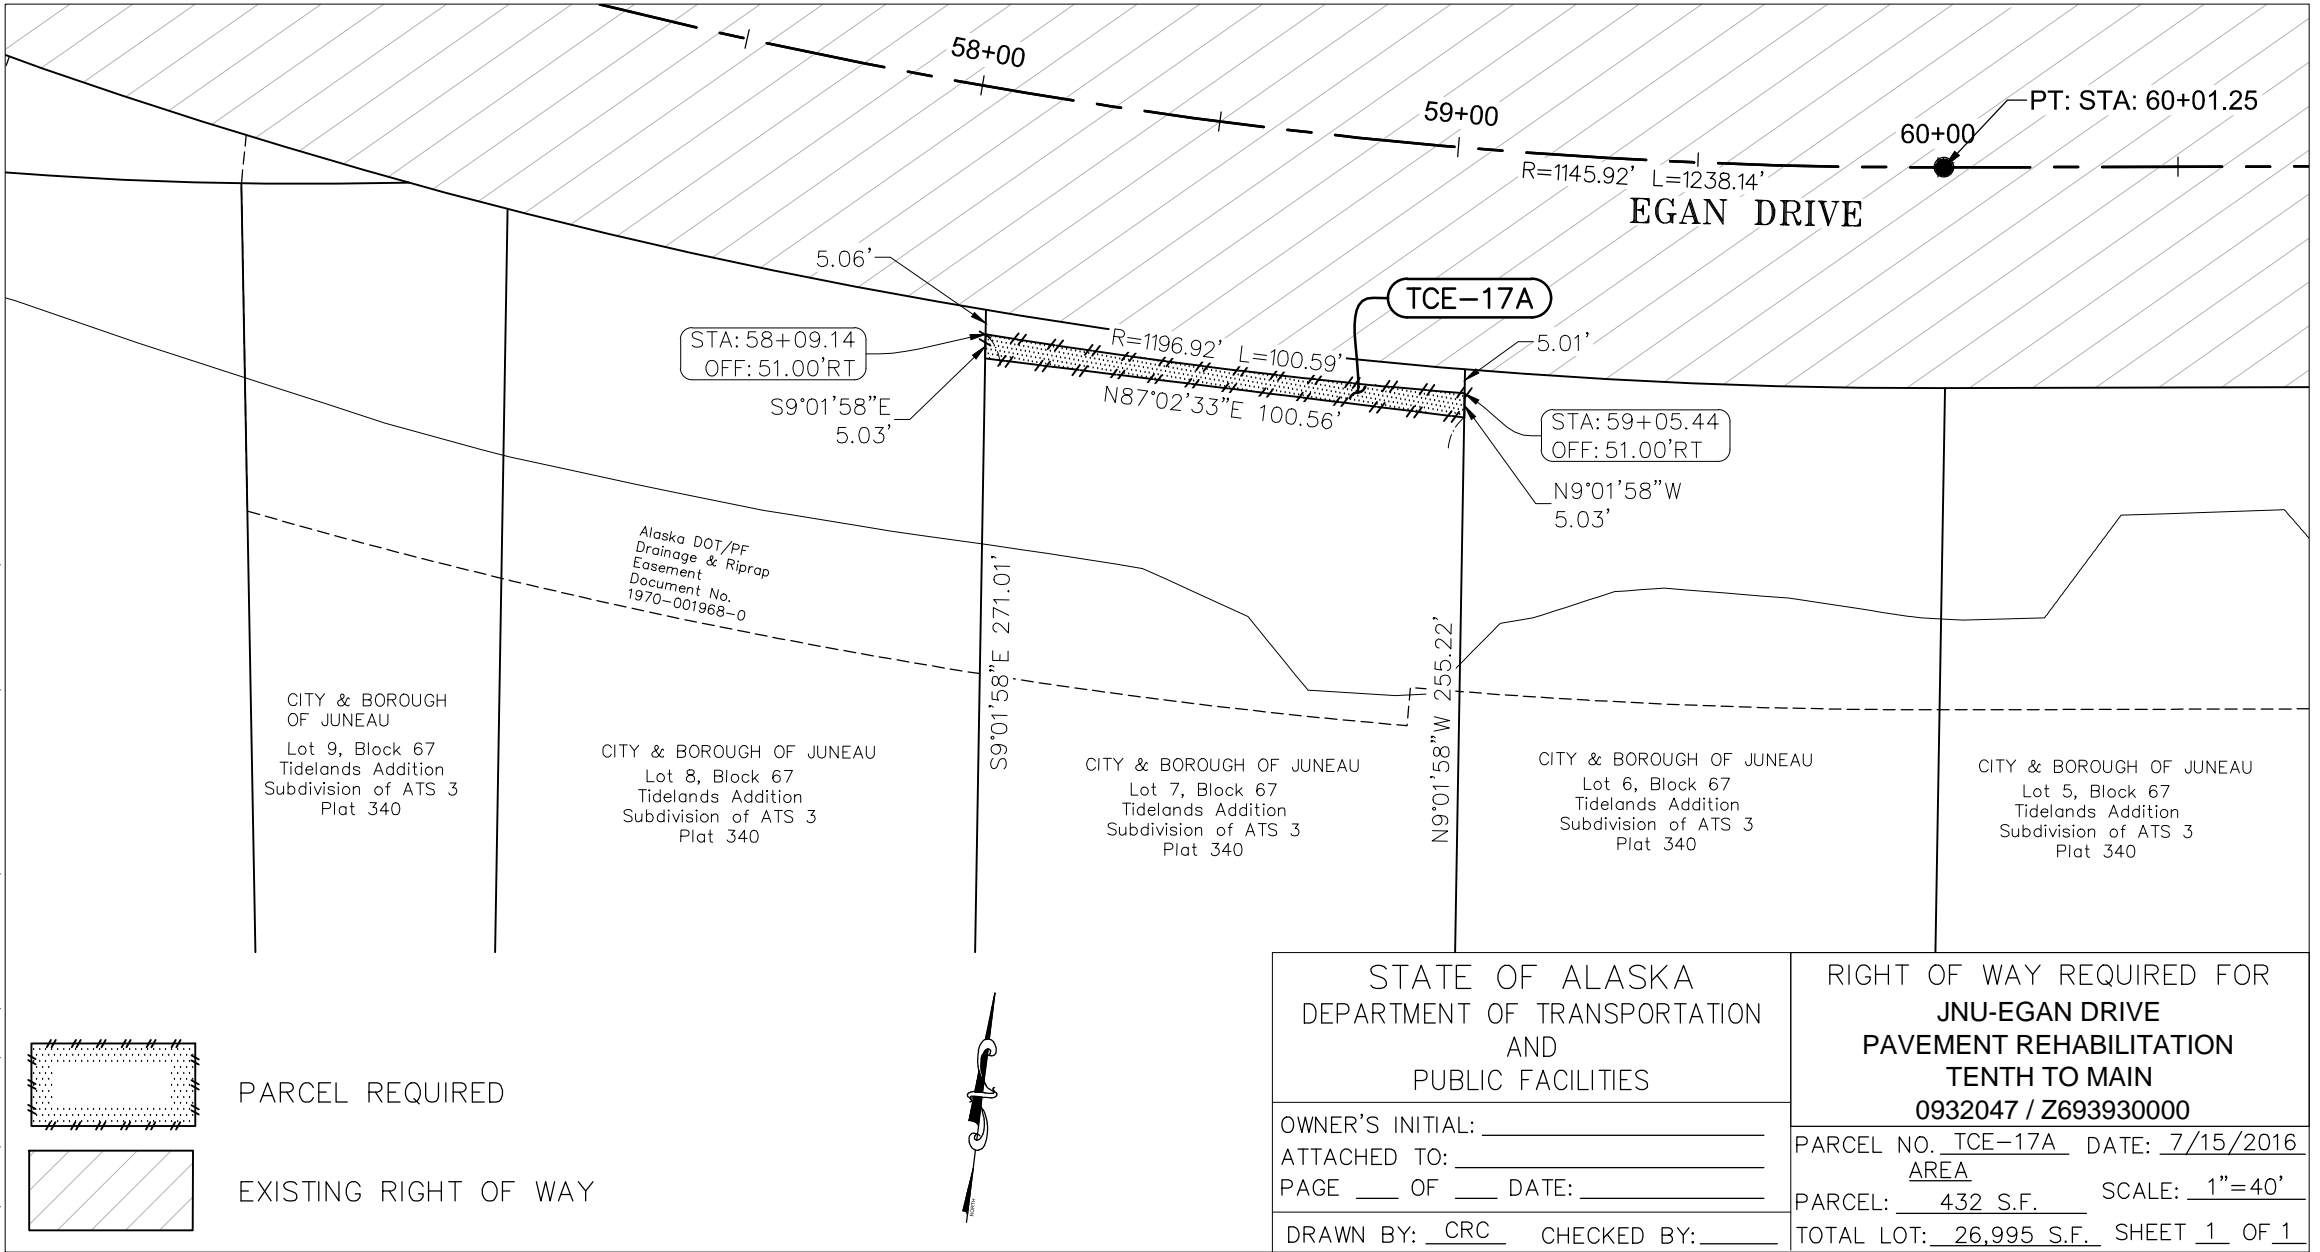 58+00
59+00
60+00
PT: STA: 60+01.25
R=1145.92' L=1238.14'
EGAN DRIVE
5.06'
TCE-17A
STA: 58+09.14
OFF: 51.00'RT
R=1196.92' L=100.59'
5.01'
S9°01'58"E
5.03'
N87°02'33"E 100.56'
STA: 59+05.44
OFF: 51.00'RT
N9°01'58"W
5.03'
Alaska DOT/PF
Drainage & Riprap
Easement
Document No.
1970-001968-0
S9°01'58"E 271.01'
N9°01'58"W 255.22'
CITY & BOROUGH
OF JUNEAU
Lot 9, Block 67
Tidelands Addition
Subdivision of ATS 3
Plat 340
CITY & BOROUGH OF JUNEAU
Lot 8, Block 67
Tidelands Addition
Subdivision of ATS 3
Plat 340
CITY & BOROUGH OF JUNEAU
Lot 7, Block 67
Tidelands Addition
Subdivision of ATS 3
Plat 340
CITY & BOROUGH OF JUNEAU
Lot 6, Block 67
Tidelands Addition
Subdivision of ATS 3
Plat 340
CITY & BOROUGH OF JUNEAU
Lot 5, Block 67
Tidelands Addition
Subdivision of ATS 3
Plat 340
PARCEL REQUIRED
EXISTING RIGHT OF WAY
NORTH
STATE OF ALASKA
DEPARTMENT OF TRANSPORTATION
AND
PUBLIC FACILITIES
OWNER'S INITIAL:
ATTACHED TO:
PAGE ___ OF ___ DATE:
DRAWN BY: CRC CHECKED BY:
RIGHT OF WAY REQUIRED FOR
JNU-EGAN DRIVE
PAVEMENT REHABILITATION
TENTH TO MAIN
0932047 / Z693930000
PARCEL NO. TCE-17A DATE: 7/15/2016
AREA
PARCEL: 432 S.F. SCALE: 1"=40'
TOTAL LOT: 26,995 S.F. SHEET 1 OF 1